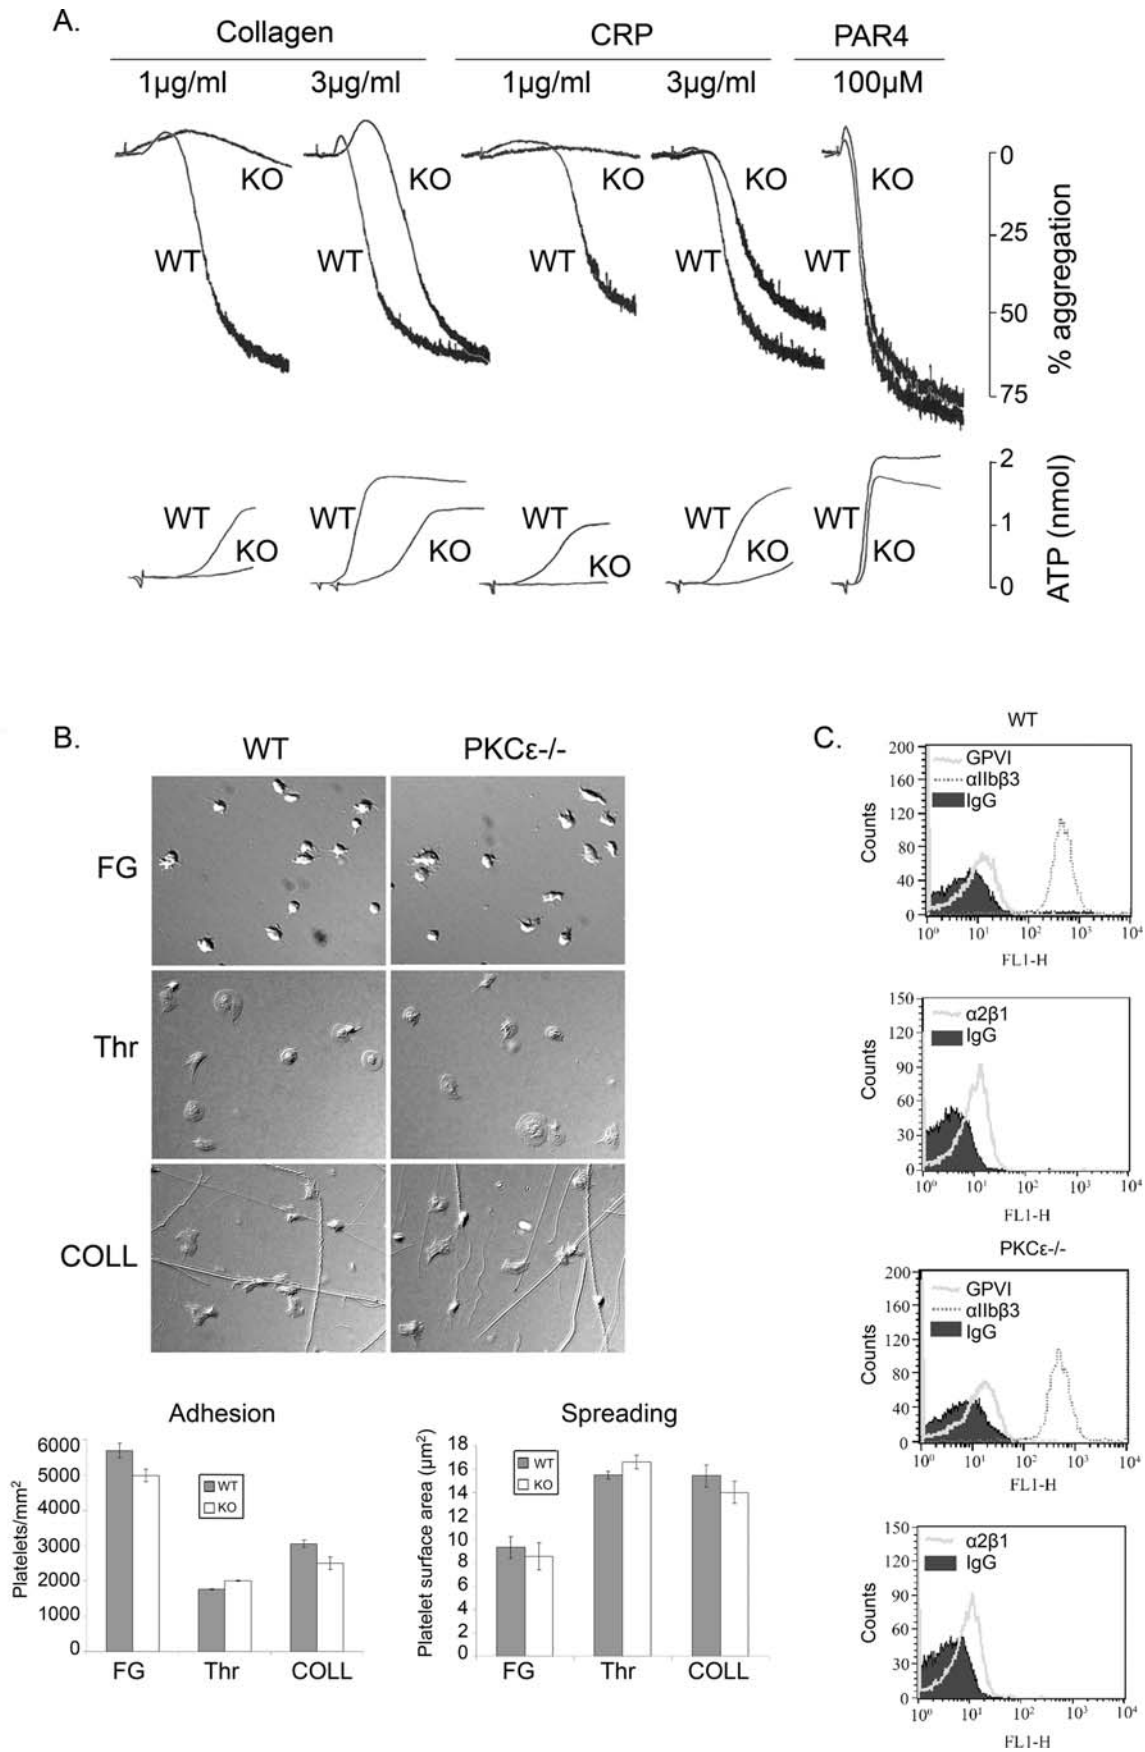 A.
Collagen CRP PAR4
1µg/ml 3µg/ml 1µg/ml 3µg/ml 100µM
KO KO KO KO KO
WT WT WT WT WT
0
25
50
75
% aggregation
WT WT WT WT WT
KO KO KO KO KO
2
1
0
ATP (nmol)
B.
WT PKCε-/-
FG
Thr
COLL
Adhesion
6000
5000
4000
3000
2000
1000
0
Platelets/mm²
WT
KO
FG Thr COLL
Spreading
18
16
14
12
10
8
6
4
2
0
Platelet surface area (µm²)
WT
KO
FG Thr COLL
C.
WT
200
160
120
80
40
0
Counts
GPVI
αIIbβ3
IgG
10⁰ 10¹ 10² 10³ 10⁴
FL1-H
150
120
90
60
30
0
Counts
α2β1
IgG
10⁰ 10¹ 10² 10³ 10⁴
FL1-H
PKCε-/-
200
160
120
80
40
0
Counts
GPVI
αIIbβ3
IgG
10⁰ 10¹ 10² 10³ 10⁴
FL1-H
150
120
90
60
30
0
Counts
α2β1
IgG
10⁰ 10¹ 10² 10³ 10⁴
FL1-H